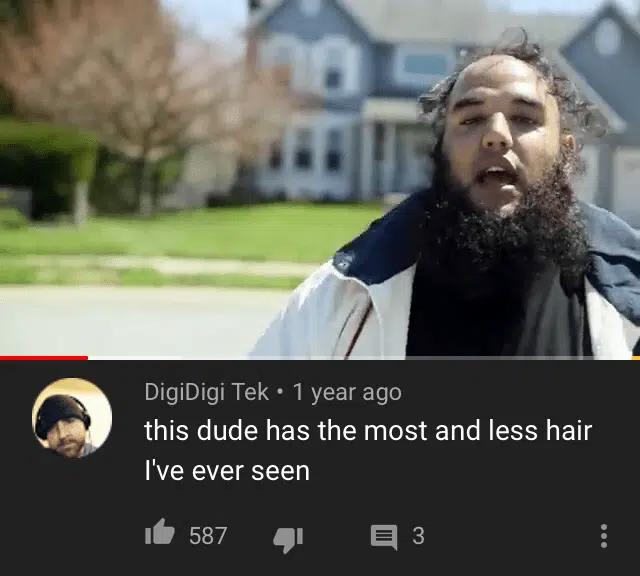 DigiDigi Tek • 1 year ago
this dude has the most and less hair
I've ever seen
587
3